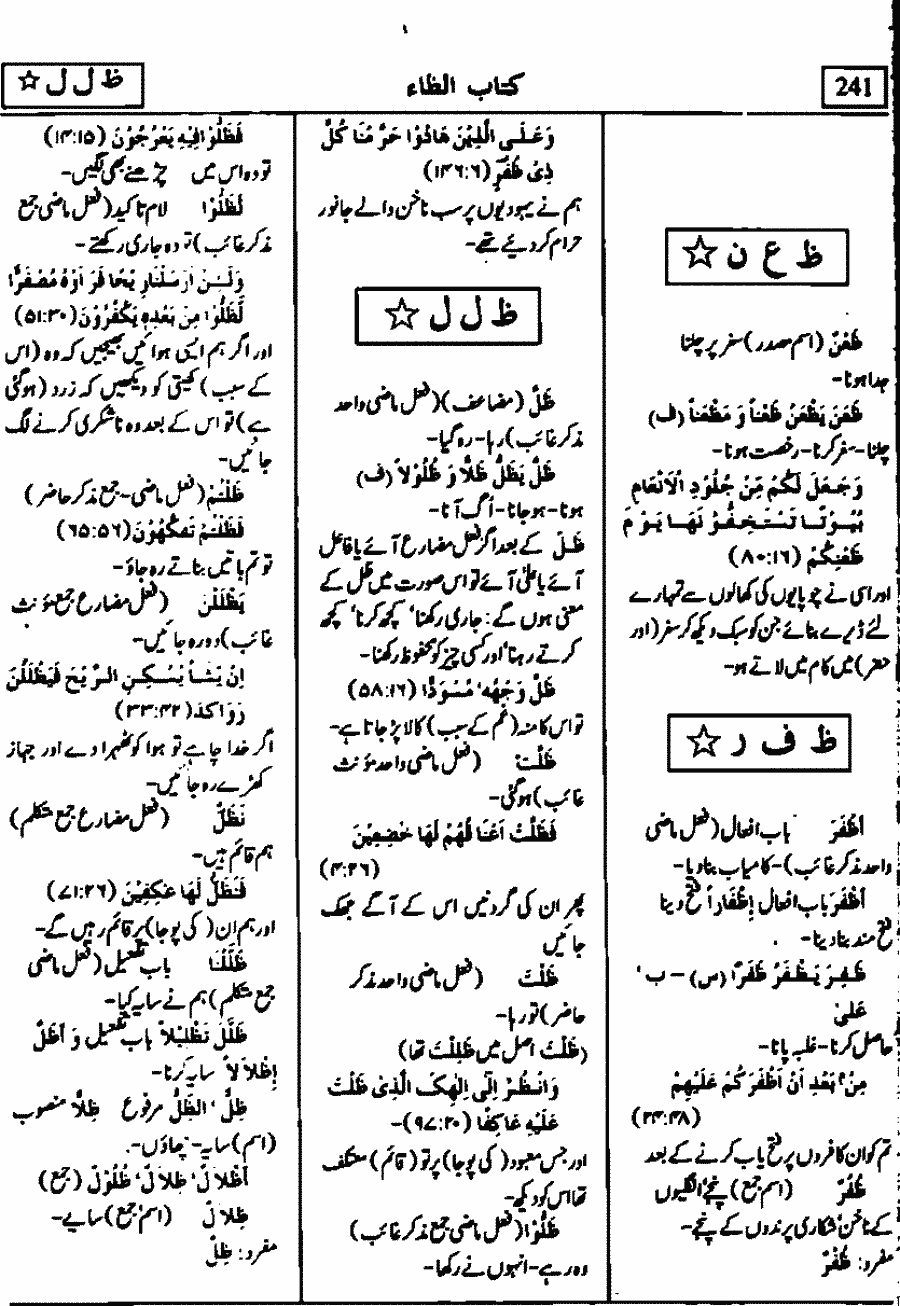 241
کتاب الظاء
ظ ل ل ☆
ظ ع ن ☆
ظَعْنٌ (اسم مصدر) سفر پر چلنا
جدا ہونا-
ظَعَنَ يَظْعَنُ ظَعْناً وَ مَظْعَناً (ف)
چلنا-سفر کرنا-رخصت ہونا-
وَجَعَلَ لَكُمْ مِّنْ جُلُوْدِ الْاَنْعَامِ
بُيُوْتًا تَسْتَخِفُّوْنَهَا يَوْمَ
ظَعْنِكُمْ (۸۰:۱۶)
اور اسی نے چوپایوں کی کھالوں سے تمہارے
لئے ڈیرے بنائے جن کو سبک دیکھ کر سفر (اور
حضر) میں کام میں لاتے ہو-
ظ ف ر ☆
اَظْفَرَ باب افعال (فعل ماضی
واحد مذکر غائب)-کامیاب بنا دیا-
اَظْفَرَ باب افعال اِظْفَاراً فتح دینا
فتح مند بنا دینا-
ظَفِرَ يَظْفَرُ ظَفَرًا (س) – ب '
عَلیٰ
حاصل کرنا-غلبہ پانا-
مِنْۢ بَعْدِ اَنْ اَظْفَرَكُمْ عَلَيْهِمْ
(۲۴:۴۸)
تم کو ان کافروں پر فتح یاب کرنے کے بعد
ظُفُرٌ (اسم جمع) پنجے' انگلیوں
کے ناخن' شکاری پرندوں کے پنجے-
مفرد: ظُفْرٌ
وَعَلَى الَّذِيْنَ هَادُوْا حَرَّمْنَا كُلَّ
ذِیْ ظُفُرٍ (۱۴۶:۶)
ہم نے یہودیوں پر سب ناخن والے جانور
حرام کر دیئے تھے-
ظ ل ل ☆
ظَلَّ (مضاعف) (فعل ماضی واحد
مذکر غائب) رہا-رہ گیا-
ظَلَّ يَظَلُّ ظَلًّا وَ ظُلُوْلاً (ف)
ہونا-ہو جانا-اُگ آنا-
ظَلَّ کے بعد اگر فعل مضارع آئے یا فاعل
آئے یا علیٰ آئے تو اس صورت میں ظل کے
معنی ہوں گے: جاری رکھنا' کچھ کرنا' کچھ
کرتے رہنا' اور کسی چیز کو محفوظ رکھنا-
ظَلَّ وَجْهُهٗ مُسْوَدًّا (۵۸:۱۶)
تو اس کا منہ (غم کے سبب) کالا پڑ جاتا ہے-
ظَلَّتْ (فعل ماضی واحد مؤنث
غائب) ہو گئی-
فَظَلَّتْ اَعْنَاقُهُمْ لَهَا خٰضِعِيْنَ
(۴:۲۶)
پھر ان کی گردنیں اس کے آگے جھک
جائیں
ظَلْتَ (فعل ماضی واحد مذکر
حاضر) تو رہا-
(ظَلْتَ اصل میں ظَلِلْتَ تھا)
وَانْظُرْ اِلٰٓى اِلٰهِكَ الَّذِىْ ظَلْتَ
عَلَيْهِ عَاكِفًا (۹۷:۲۰)-
اور جس معبود (کی پوجا) پر تو (قائم) معتکف
تھا اس کو دیکھ-
ظَلُّوْا (فعل ماضی جمع مذکر غائب)
وہ رہے-انہوں نے رکھا-
فَظَلُّوْا فِيْهِ يَعْرُجُوْنَ (۱۴:۱۵)
تو وہ اس میں چڑھنے بھی لگیں-
لَظَلُّوْا لام تاکید (فعل ماضی جمع
مذکر غائب) تو وہ جاری رکھتے-
وَلَئِنْ اَرْسَلْنَا رِيْحًا فَرَاَوْهُ مُصْفَرًّا
لَّظَلُّوْا مِنْ بَعْدِهٖ يَكْفُرُوْنَ (۵۱:۳۰)
اور اگر ہم ایسی ہوائیں بھیجیں کہ وہ (اس
کے سبب) کھیتی کو دیکھیں کہ زرد (ہو گئی
ہے) تو اس کے بعد وہ ناشکری کرنے لگ
جائیں-
ظَلْتُمْ (فعل ماضی-جمع مذکر حاضر)
فَظَلْتُمْ تَفَكَّهُوْنَ (۶۵:۵۶)
تو تم باتیں بناتے رہ جاؤ-
يَظْلَلْنَ (فعل مضارع جمع مؤنث
غائب) وہ رہ جائیں-
اِنْ يَّشَأْ يُسْكِنِ الرِّيْحَ فَيَظْلَلْنَ
رَوَاكِدَ (۳۳:۴۲)
اگر خدا چاہے تو ہوا کو ٹھہرا دے اور جہاز
کھڑے رہ جائیں-
نَظَلُّ (فعل مضارع جمع متکلم)
ہم قائم ہیں-
فَنَظَلُّ لَهَا عٰكِفِيْنَ (۷۱:۲۶)
اور ہم ان (کی پوجا) پر قائم رہیں گے-
ظَلَّلْنَا باب تفعیل (فعل ماضی
جمع متکلم) ہم نے سایہ کیا-
ظَلَّلَ تَظْلِيْلاً باب تفعیل وَ اَظَلَّ
اِظْلَالاً سایہ کرنا-
ظِلٌّ' الظِّلُّ مرفوع ظِلًّا منصوب
(اسم) سایہ-چھاؤں-
اَظْلَالٌ' ظِلَالٌ' ظُلُوْلٌ (جمع)
ظِلَالٌ (اسم جمع) سایے-
مفرد: ظِلٌّ